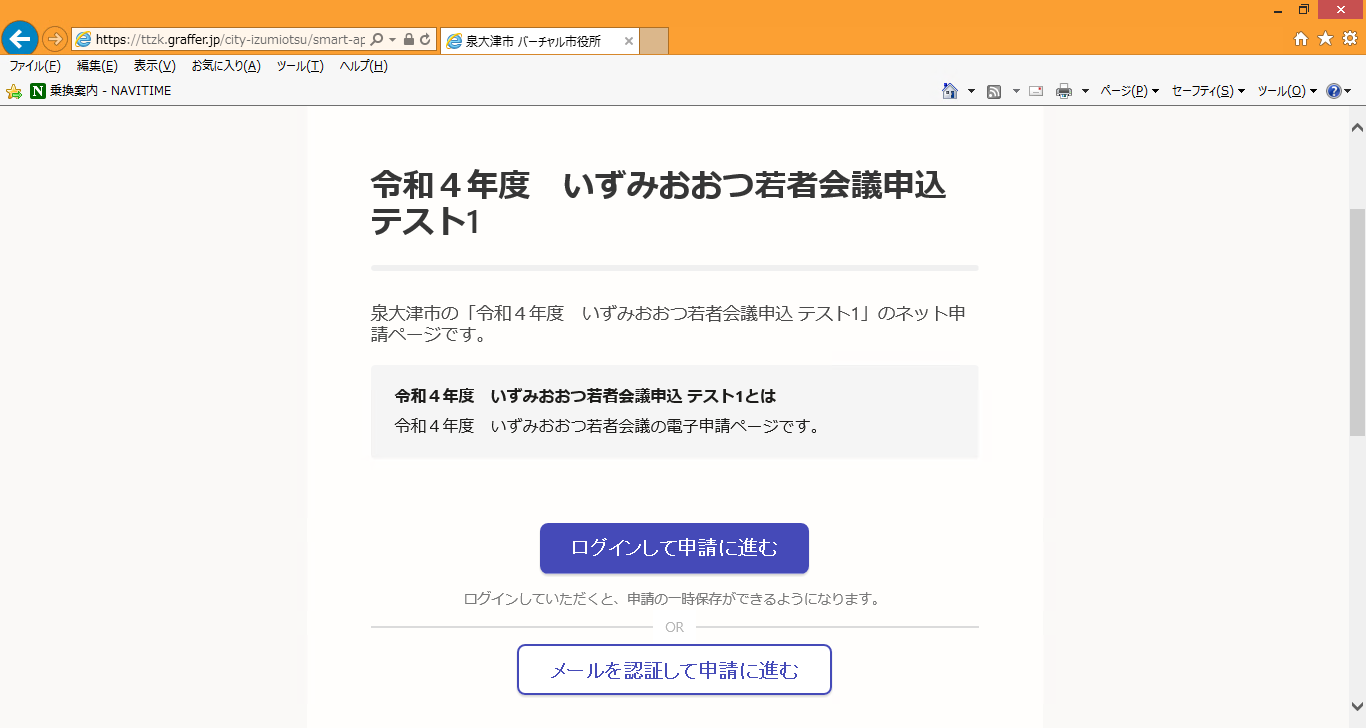 https://ttzk.graffer.jp/city-izumiotsu/smart-ap
泉大津市 バーチャル市役所
ファイル(F) 編集(E) 表示(V) お気に入り(A) ツール(T) ヘルプ(H)
N 乗換案内 - NAVITIME
ページ(P) セーフティ(S) ツール(O)
令和４年度　いずみおおつ若者会議申込
テスト1
泉大津市の「令和４年度　いずみおおつ若者会議申込 テスト1」のネット申
請ページです。
令和４年度　いずみおおつ若者会議申込 テスト1とは
令和４年度　いずみおおつ若者会議の電子申請ページです。
ログインして申請に進む
ログインしていただくと、申請の一時保存ができるようになります。
OR
メールを認証して申請に進む